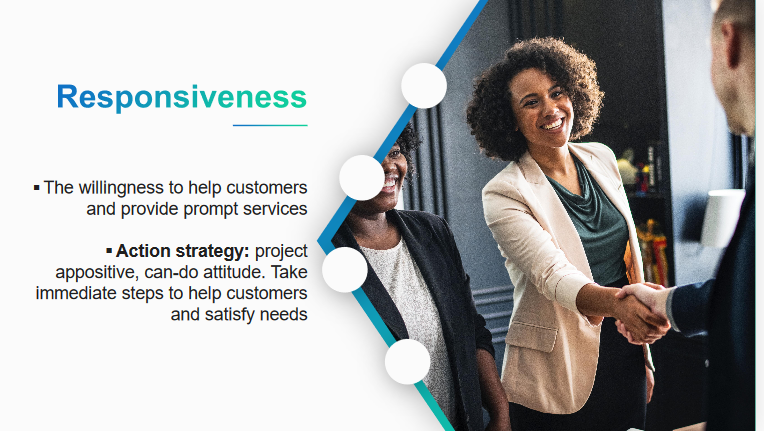 Responsiveness
▪ The willingness to help customers
and provide prompt services
▪ Action strategy: project
appositive, can-do attitude. Take
immediate steps to help customers
and satisfy needs